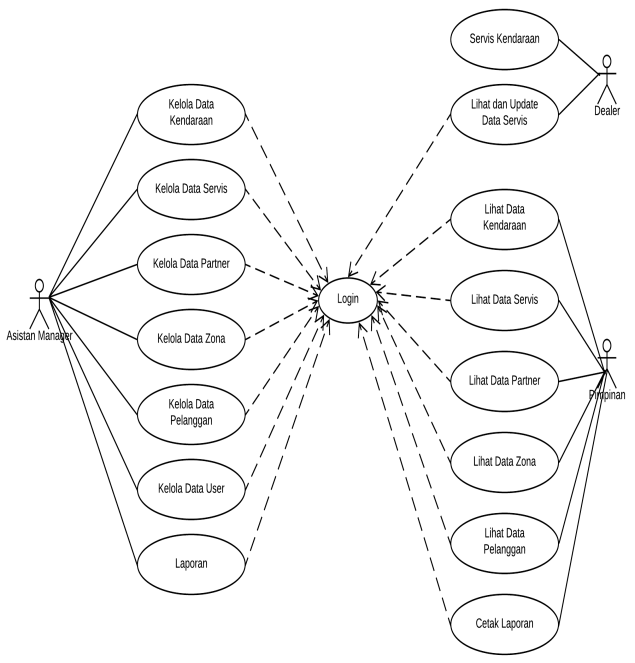 Servis Kendaraan
Dealer
Lihat dan Update
Data Servis
Kelola Data
Kendaraan
Kelola Data Servis
Kelola Data Partner
Kelola Data Zona
Kelola Data
Pelanggan
Kelola Data User
Laporan
Asistan Manager
Login
Lihat Data
Kendaraan
Lihat Data Servis
Lihat Data Partner
Lihat Data Zona
Lihat Data
Pelanggan
Cetak Laporan
Pimpinan